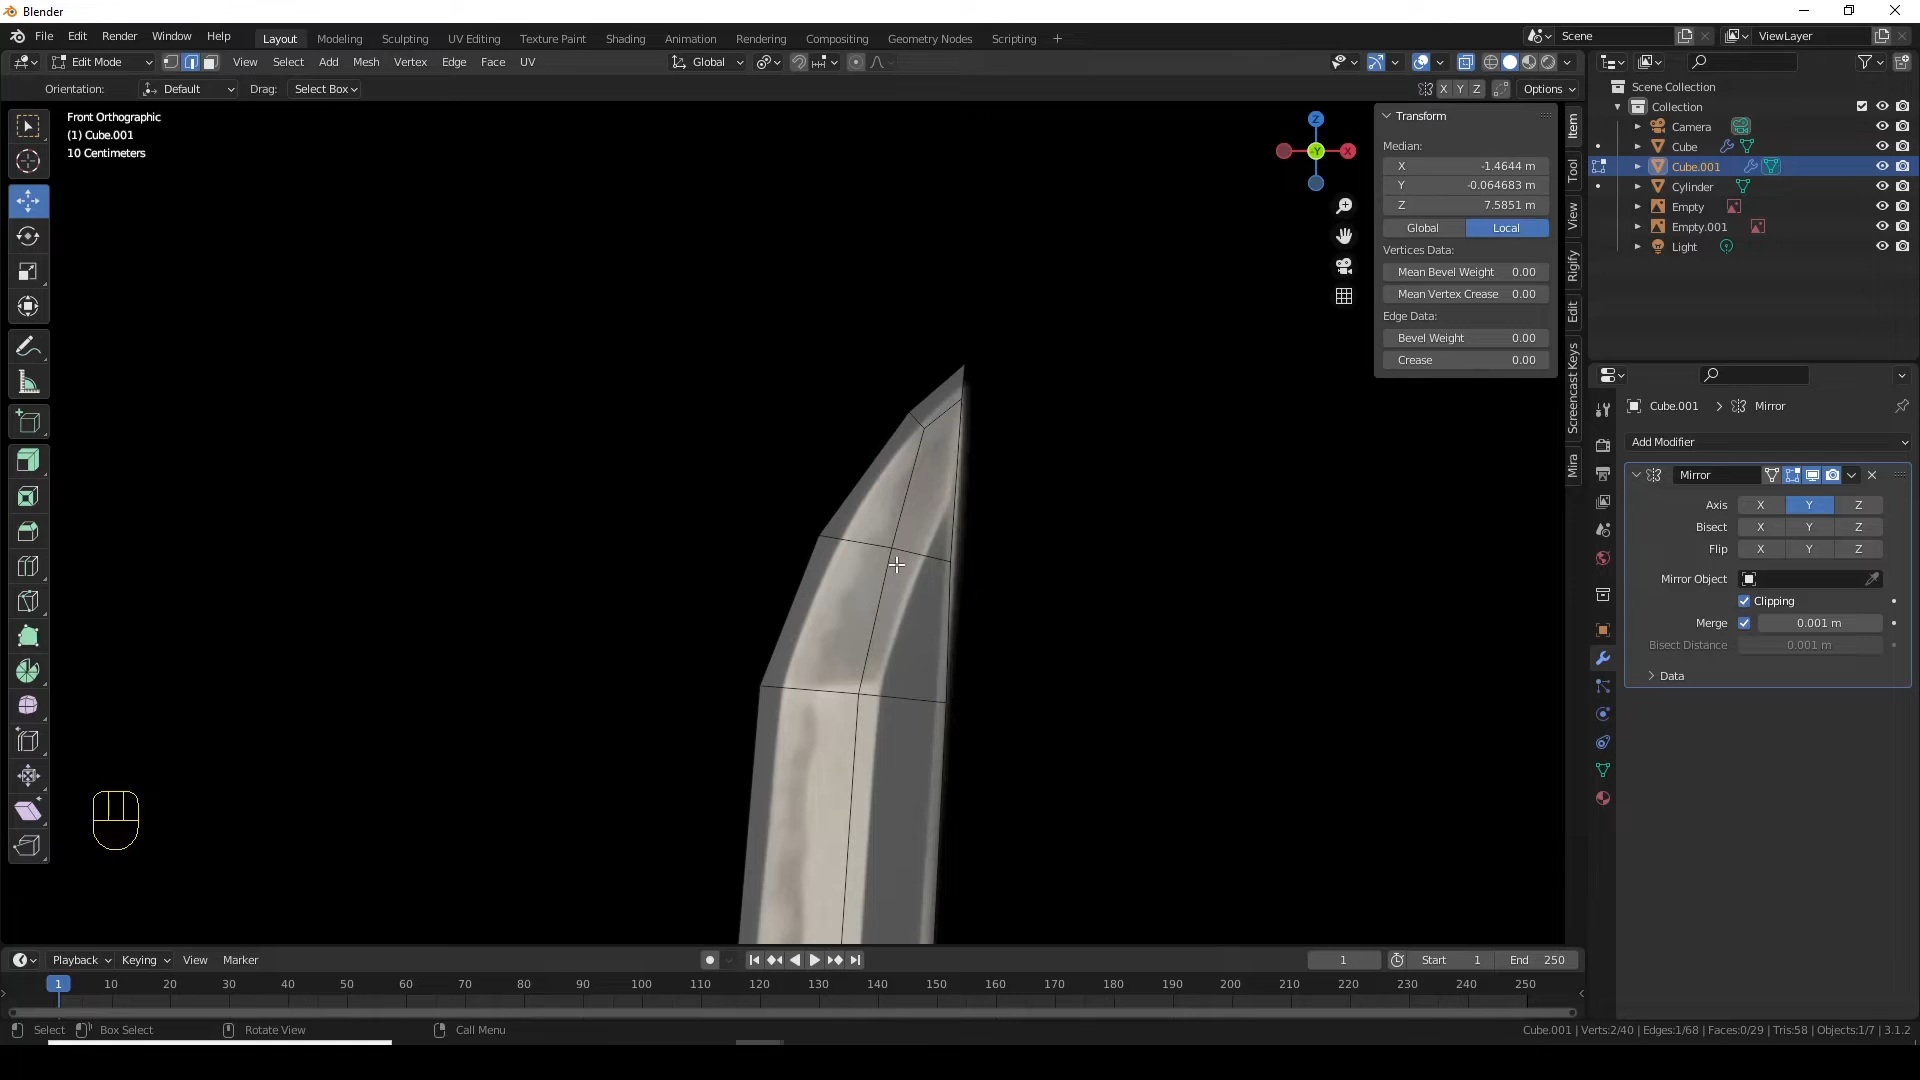 Blender
File Edit Render Window Help
Layout Modeling Sculpting UV Editing Texture Paint Shading Animation Rendering Compositing Geometry Nodes Scripting +
Scene
ViewLayer
Edit Mode View Select Add Mesh Vertex Edge Face UV
Global
Orientation: Default Drag: Select Box
X Y Z Options
Front Orthographic
(1) Cube.001
10 Centimeters
Z
-Y
X
Transform
Median:
X -1.4644 m
Y -0.064683 m
Z 7.5851 m
Global Local
Vertices Data:
Mean Bevel Weight 0.00
Mean Vertex Crease 0.00
Edge Data:
Bevel Weight 0.00
Crease 0.00
Item
Tool
View
Rigify
Edit
Screencast Keys
Mira
Scene Collection
Collection
Camera
Cube
Cube.001
Cylinder
Empty
Empty.001
Light
Cube.001 > Mirror
Add Modifier
Mirror
Axis X Y Z
Bisect X Y Z
Flip X Y Z
Mirror Object
Clipping
Merge 0.001 m
Bisect Distance 0.001 m
Data
Playback Keying View Marker
1 Start 1 End 250
1 10 20 30 40 50 60 70 80 90 100 110 120 130 140 150 160 170 180 190 200 210 220 230 240 250
Select Box Select Rotate View Call Menu
Cube.001 | Verts:2/40 | Edges:1/68 | Faces:0/29 | Tris:58 | Objects:1/7 | 3.1.2